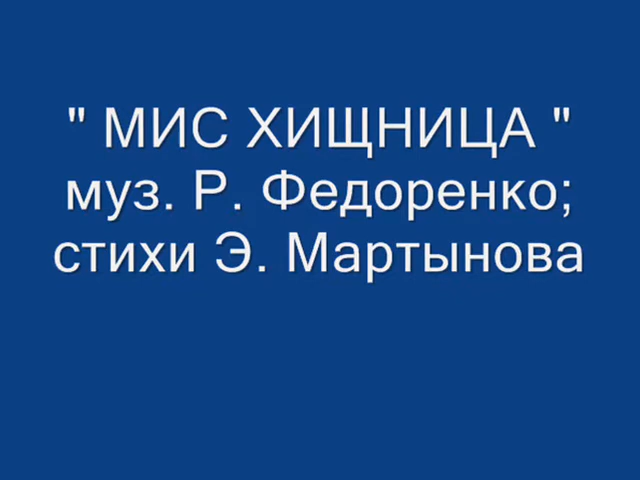 " МИС ХИЩНИЦА "
муз. Р. Федоренко;
стихи Э. Мартынова